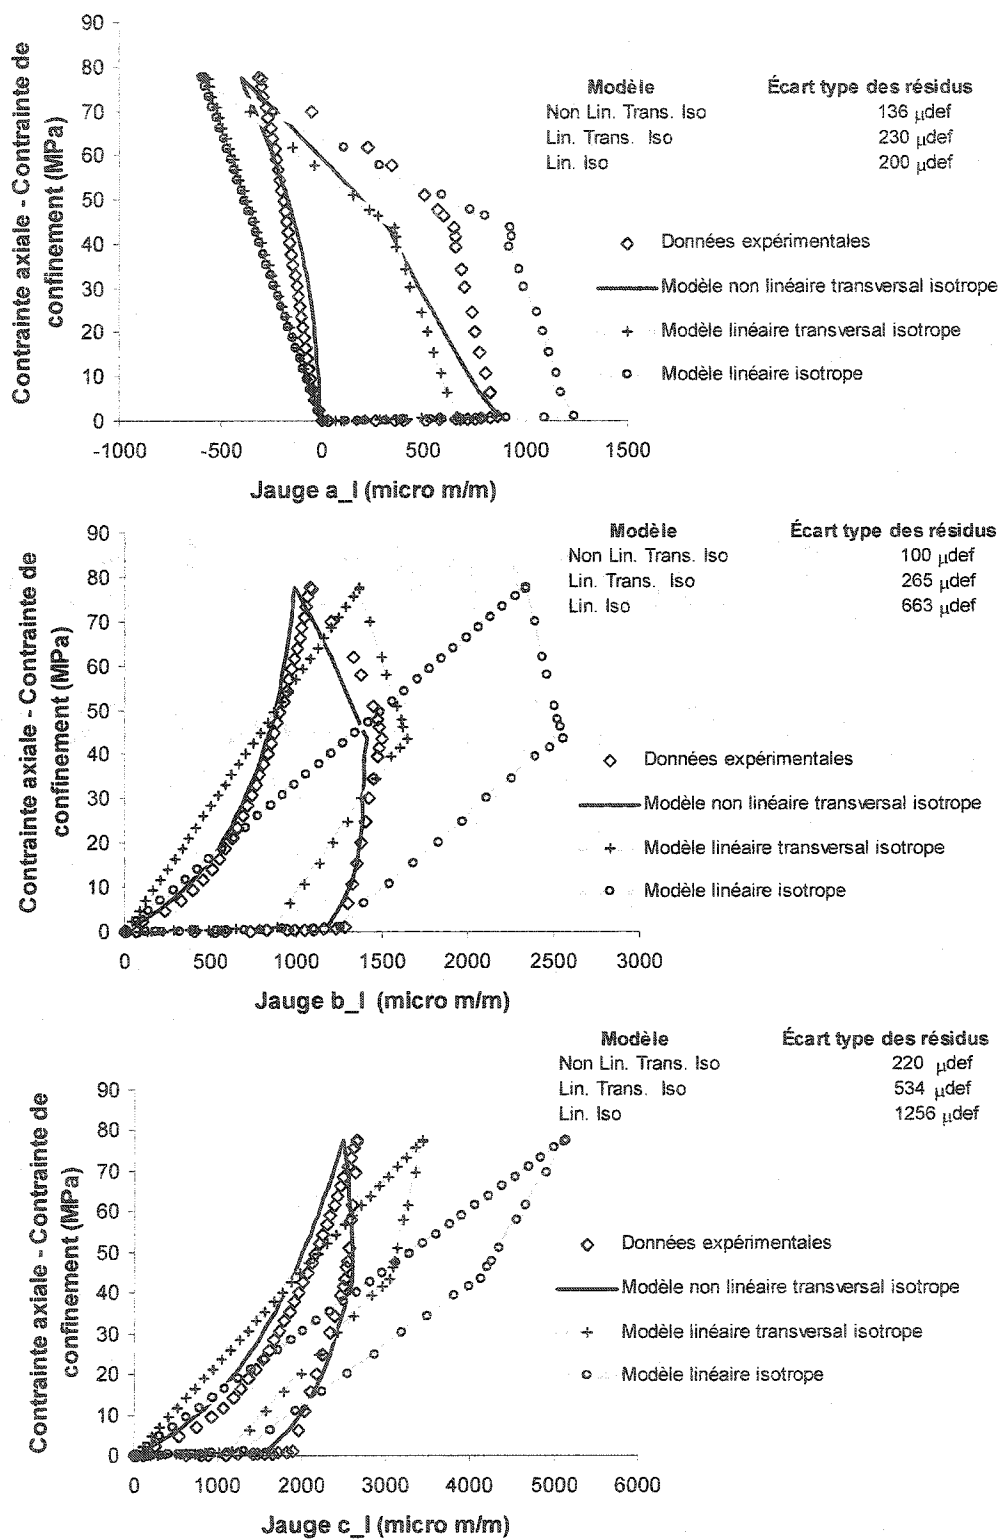 Contrainte axiale - Contrainte de
confinement (MPa)
90
80
70
60
50
40
30
20
10
0
-1000 -500 0 500 1000 1500
Jauge a_l (micro m/m)
Modèle Écart type des résidus
Non Lin. Trans. Iso 136 µdef
Lin. Trans. Iso 230 µdef
Lin. Iso 200 µdef
Données expérimentales
Modèle non linéaire transversal isotrope
Modèle linéaire transversal isotrope
Modèle linéaire isotrope
Contrainte axiale - Contrainte de
confinement (MPa)
90
80
70
60
50
40
30
20
10
0
0 500 1000 1500 2000 2500 3000
Jauge b_l (micro m/m)
Modèle Écart type des résidus
Non Lin. Trans. Iso 100 µdef
Lin. Trans. Iso 265 µdef
Lin. Iso 663 µdef
Données expérimentales
Modèle non linéaire transversal isotrope
Modèle linéaire transversal isotrope
Modèle linéaire isotrope
Contrainte axiale - Contrainte de
confinement (MPa)
90
80
70
60
50
40
30
20
10
0
0 1000 2000 3000 4000 5000 6000
Jauge c_l (micro m/m)
Modèle Écart type des résidus
Non Lin. Trans. Iso 220 µdef
Lin. Trans. Iso 534 µdef
Lin. Iso 1256 µdef
Données expérimentales
Modèle non linéaire transversal isotrope
Modèle linéaire transversal isotrope
Modèle linéaire isotrope